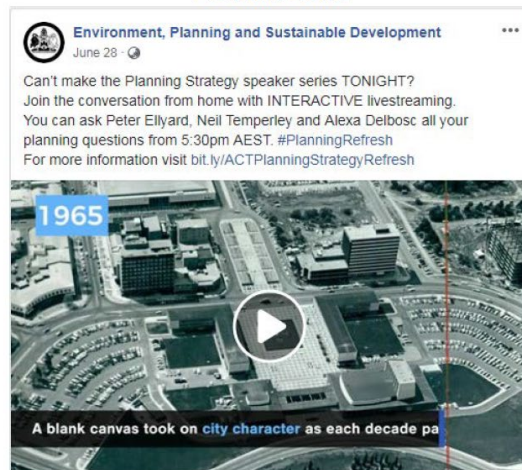 Environment, Planning and Sustainable Development
June 28 ·
Can't make the Planning Strategy speaker series TONIGHT?
Join the conversation from home with INTERACTIVE livestreaming.
You can ask Peter Ellyard, Neil Temperley and Alexa Delbosc all your
planning questions from 5:30pm AEST. #PlanningRefresh
For more information visit bit.ly/ACTPlanningStrategyRefresh
1965
A blank canvas took on city character as each decade pa